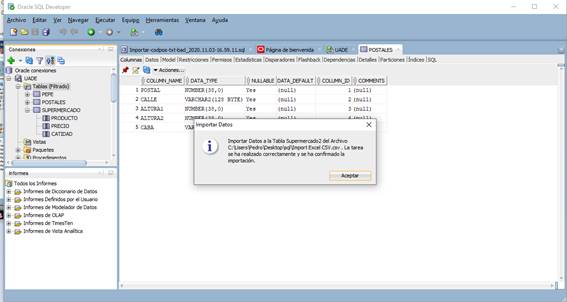 Oracle SQL Developer
Archivo Editar Ver Navegar Ejecutar Equipo Herramientas Ventana Ayuda
Conexiones
Oracle conexiones
UADE
Tablas (Filtrado)
PEPE
POSTALES
SUPERMERCADO
PRODUCTO
PRECIO
CATIDAD
Vistas
Paquetes
Procedimientos
Informes
Todos los Informes
Informes de Diccionario de Datos
Informes Definidos por el Usuario
Informes de Modelador de Datos
Informes de OLAP
Informes de TimesTen
Informes de Vista Analítica
Importar-codpos-txt-bad_2020.11.03-16.59.11.sql Página de bienvenida UADE POSTALES
Columnas Datos Model Restricciones Permisos Estadísticas Disparadores Flashback Dependencias Detalles Particiones Índices SQL
Acciones...
COLUMN_NAME DATA_TYPE NULLABLE DATA_DEFAULT COLUMN_ID COMMENTS
1 POSTAL NUMBER(38,0) Yes (null) 1 (null)
2 CALLE VARCHAR2(128 BYTE) Yes (null) 2 (null)
3 ALTURA1 NUMBER(38,0) Yes (null) 3 (null)
4 ALTURA2 NUMBER(38,0) Yes (null) 4 (null)
5 CABA
Importar Datos
Importar Datos a la Tabla Supermercado2 del Archivo
C:\Users\Pedro\Desktop\sql\Import Excel CSV.csv . La tarea
se ha realizado correctamente y se ha confirmado la
importación.
Aceptar